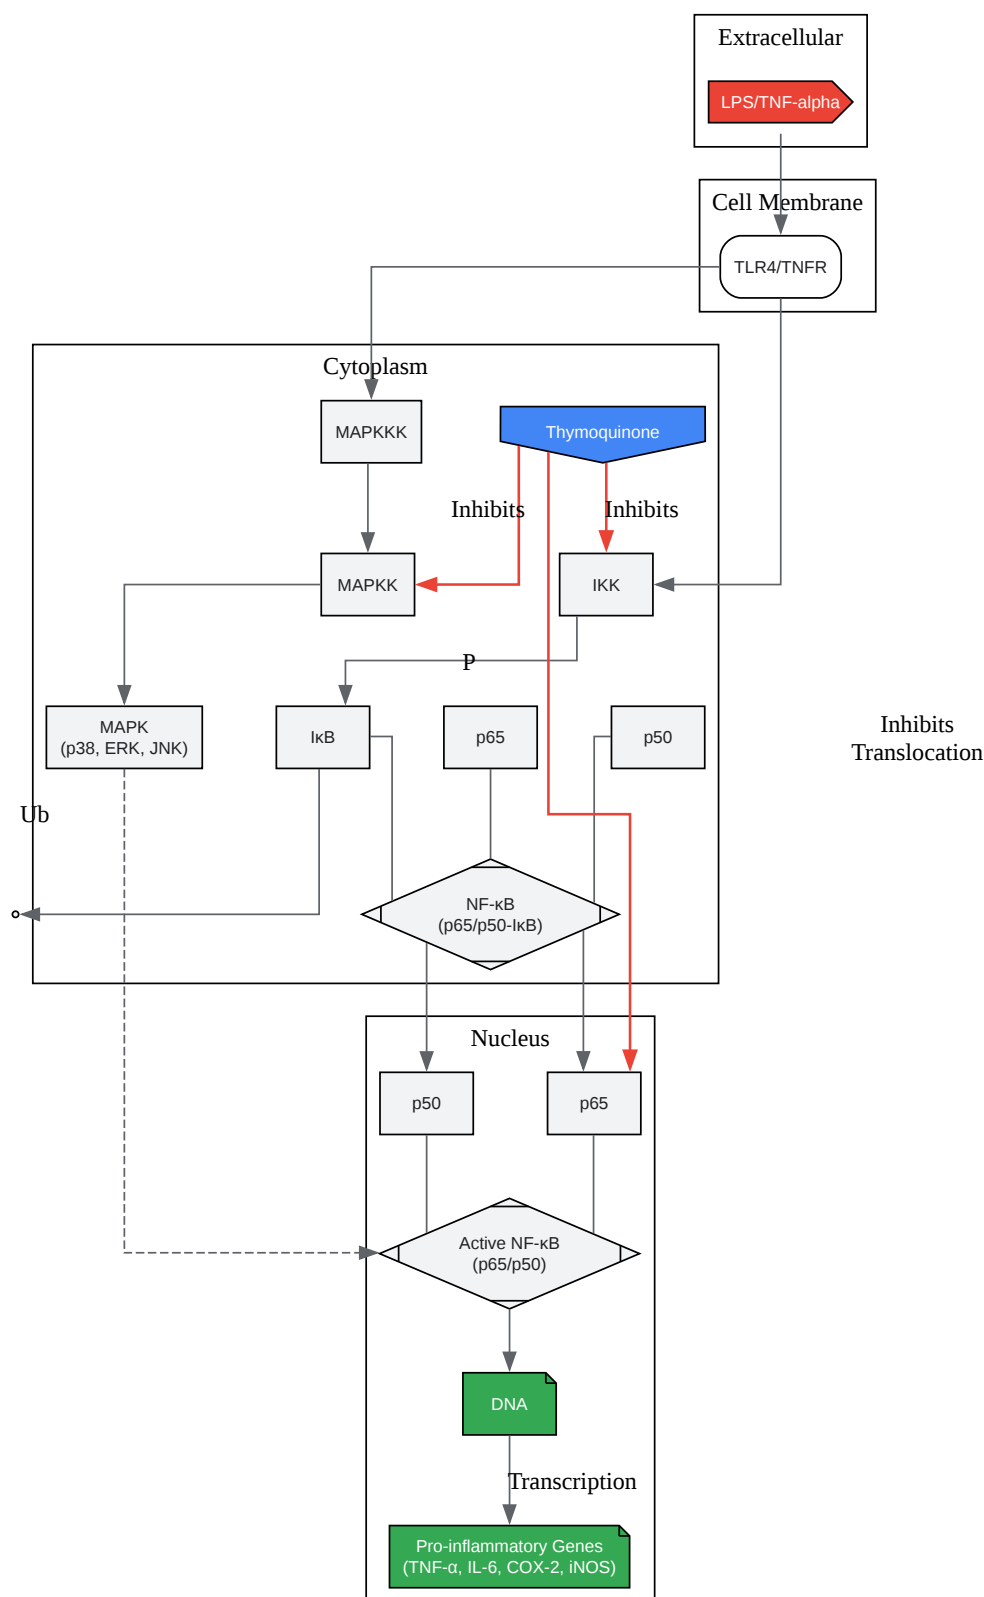 Extracellular
LPS/TNF-alpha
Cell Membrane
TLR4/TNFR
Cytoplasm
MAPKKK
Thymoquinone
Inhibits
Inhibits
MAPKK
IKK
P
MAPK
(p38, ERK, JNK)
IκB
p65
p50
Inhibits
Translocation
Ub
NF-κB
(p65/p50-IκB)
Nucleus
p50
p65
Active NF-κB
(p65/p50)
DNA
Transcription
Pro-inflammatory Genes
(TNF-α, IL-6, COX-2, iNOS)